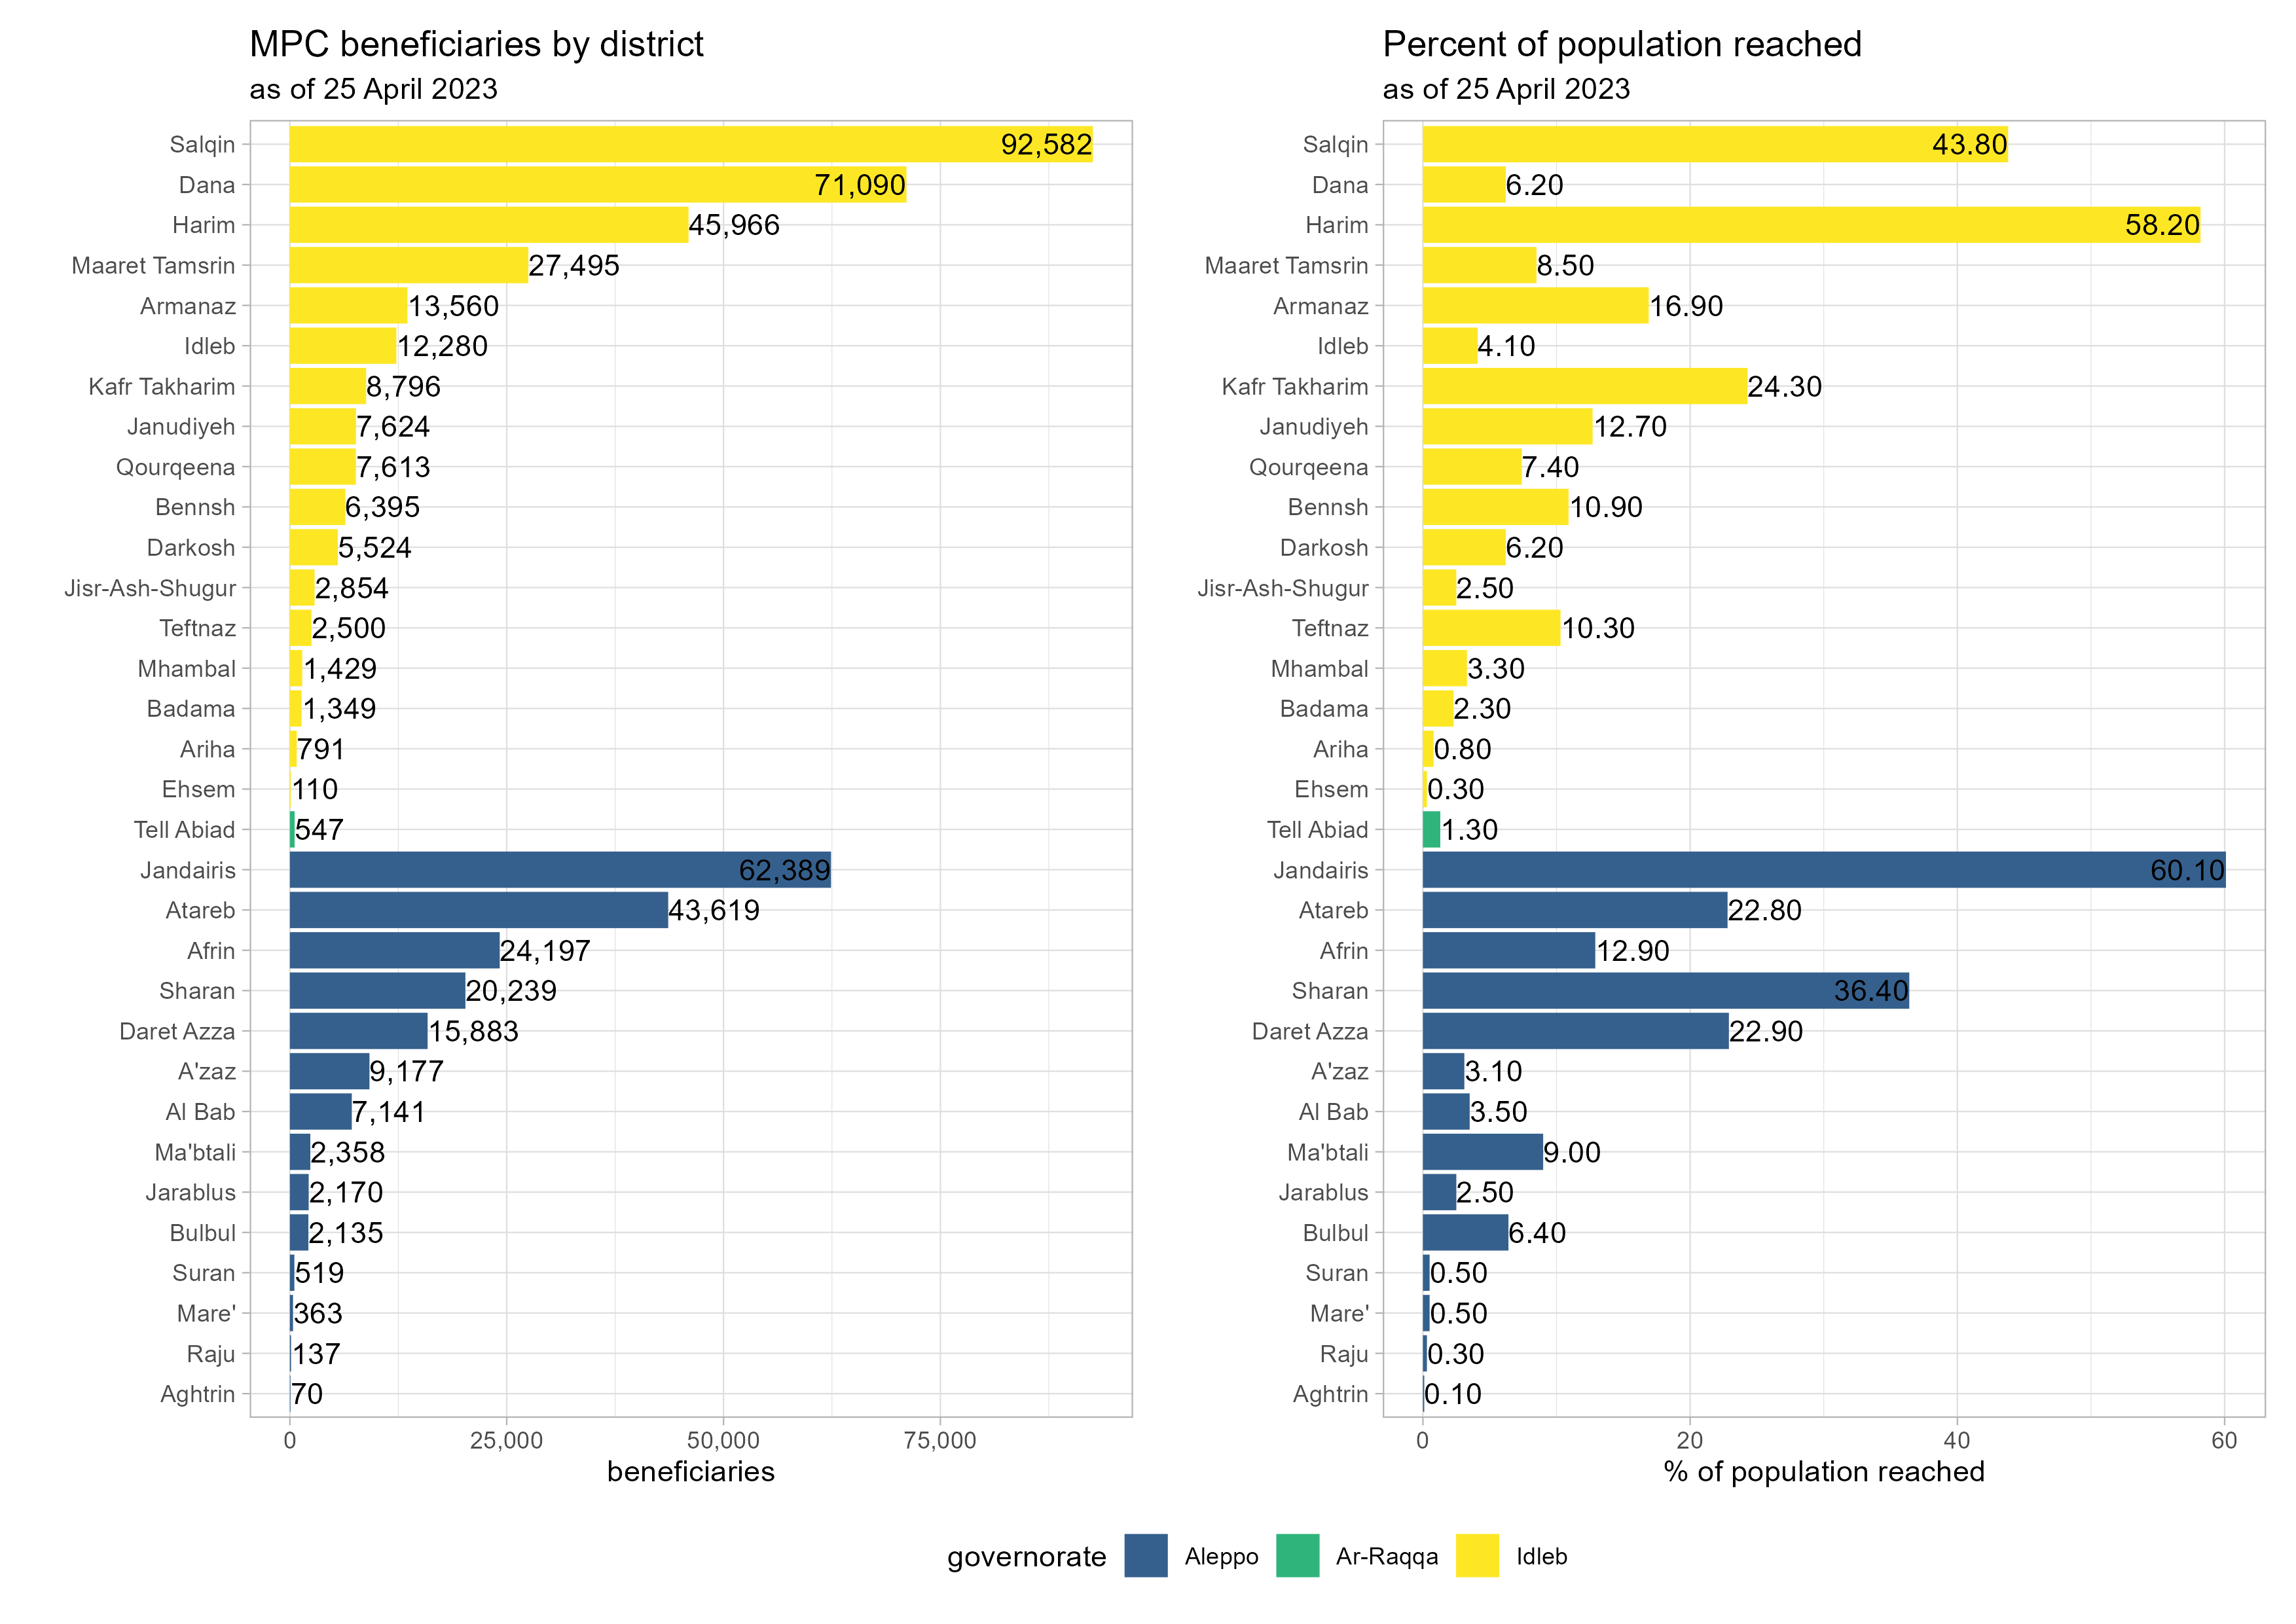 MPC beneficiaries by district
as of 25 April 2023
Salqin 92,582
Dana 71,090
Harim 45,966
Maaret Tamsrin 27,495
Armanaz 13,560
Idleb 12,280
Kafr Takharim 8,796
Janudiyeh 7,624
Qourqeena 7,613
Bennsh 6,395
Darkosh 5,524
Jisr-Ash-Shugur 2,854
Teftnaz 2,500
Mhambal 1,429
Badama 1,349
Ariha 791
Ehsem 110
Tell Abiad 547
Jandairis 62,389
Atareb 43,619
Afrin 24,197
Sharan 20,239
Daret Azza 15,883
A'zaz 9,177
Al Bab 7,141
Ma'btali 2,358
Jarablus 2,170
Bulbul 2,135
Suran 519
Mare' 363
Raju 137
Aghtrin 70
0 25,000 50,000 75,000
beneficiaries
Percent of population reached
as of 25 April 2023
Salqin 43.80
Dana 6.20
Harim 58.20
Maaret Tamsrin 8.50
Armanaz 16.90
Idleb 4.10
Kafr Takharim 24.30
Janudiyeh 12.70
Qourqeena 7.40
Bennsh 10.90
Darkosh 6.20
Jisr-Ash-Shugur 2.50
Teftnaz 10.30
Mhambal 3.30
Badama 2.30
Ariha 0.80
Ehsem 0.30
Tell Abiad 1.30
Jandairis 60.10
Atareb 22.80
Afrin 12.90
Sharan 36.40
Daret Azza 22.90
A'zaz 3.10
Al Bab 3.50
Ma'btali 9.00
Jarablus 2.50
Bulbul 6.40
Suran 0.50
Mare' 0.50
Raju 0.30
Aghtrin 0.10
0 20 40 60
% of population reached
governorate Aleppo Ar-Raqqa Idleb